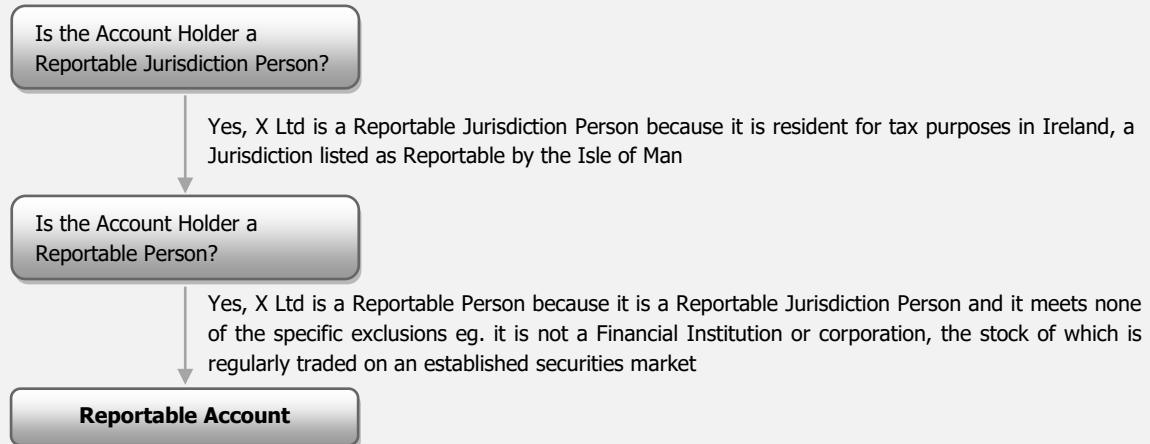 Is the Account Holder a
Reportable Jurisdiction Person?
Yes, X Ltd is a Reportable Jurisdiction Person because it is resident for tax purposes in Ireland, a
Jurisdiction listed as Reportable by the Isle of Man
Is the Account Holder a
Reportable Person?
Yes, X Ltd is a Reportable Person because it is a Reportable Jurisdiction Person and it meets none
of the specific exclusions eg. it is not a Financial Institution or corporation, the stock of which is
regularly traded on an established securities market
Reportable Account